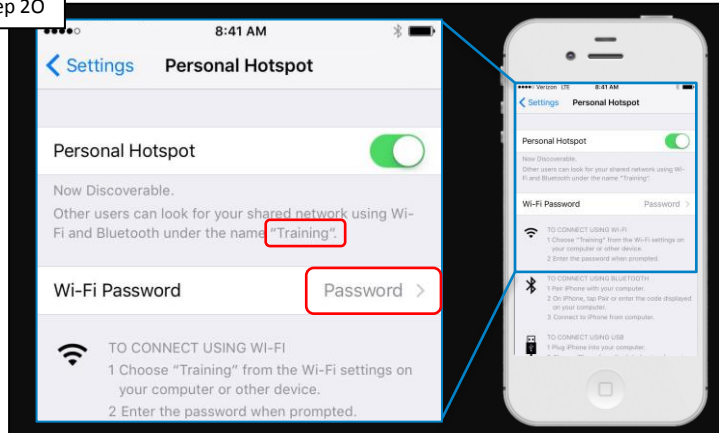 ep 20
8:41 AM
Settings Personal Hotspot
Personal Hotspot
Now Discoverable.
Other users can look for your shared network using Wi-
Fi and Bluetooth under the name "Training".
Wi-Fi Password Password >
TO CONNECT USING WI-FI
1 Choose "Training" from the Wi-Fi settings on
your computer or other device.
2 Enter the password when prompted.
Verizon LTE 8:41 AM
Settings Personal Hotspot
Personal Hotspot
Now Discoverable.
Other users can look for your shared network using Wi-
Fi and Bluetooth under the name "Training".
Wi-Fi Password Password >
TO CONNECT USING WI-FI
1 Choose "Training" from the Wi-Fi settings on
your computer or other device.
2 Enter the password when prompted.
TO CONNECT USING BLUETOOTH
1 Pair iPhone with your computer.
2 On iPhone, tap Pair or enter the code displayed
on your computer.
3 Connect to iPhone from computer.
TO CONNECT USING USB
1 Plug iPhone into your computer.